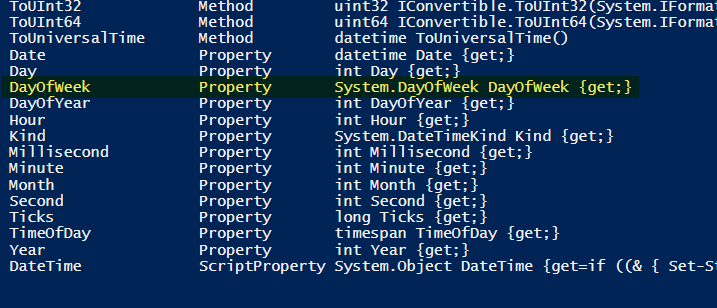 ToUInt32 Method uint32 IConvertible.ToUInt32(System.IFormat
ToUInt64 Method uint64 IConvertible.ToUInt64(System.IFormat
ToUniversalTime Method datetime ToUniversalTime()
Date Property datetime Date {get;}
Day Property int Day {get;}
DayOfWeek Property System.DayOfWeek DayOfWeek {get;}
DayOfYear Property int DayOfYear {get;}
Hour Property int Hour {get;}
Kind Property System.DateTimeKind Kind {get;}
Millisecond Property int Millisecond {get;}
Minute Property int Minute {get;}
Month Property int Month {get;}
Second Property int Second {get;}
Ticks Property long Ticks {get;}
TimeOfDay Property timespan TimeOfDay {get;}
Year Property int Year {get;}
DateTime ScriptProperty System.Object DateTime {get=if ((& { Set-S